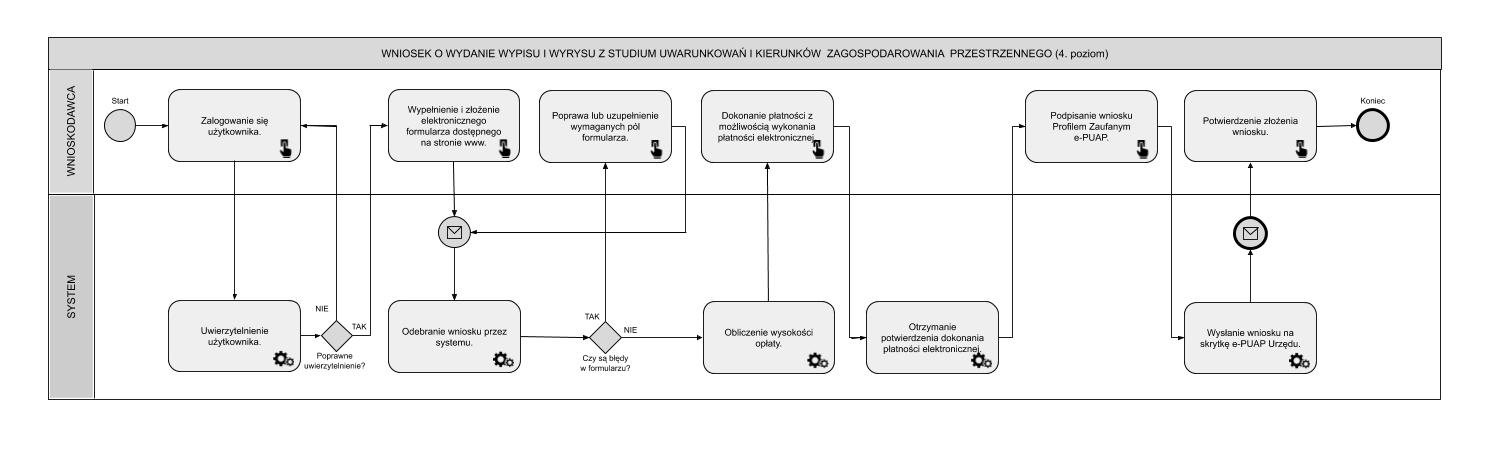 WNIOSEK O WYDANIE WYPISU I WYRYSU Z STUDIUM UWARUNKOWAŃ I KIERUNKÓW ZAGOSPODAROWANIA PRZESTRZENNEGO (4. poziom)
WNIOSKODAWCA
Start
Zalogowanie się
użytkownika.
Wypełnienie i złożenie
elektronicznego
formularza dostępnego
na stronie www.
Poprawa lub uzupełnienie
wymaganych pól
formularza.
Dokonanie płatności z
możliwością wykonania
płatności elektronicznej.
Podpisanie wniosku
Profilem Zaufanym
e-PUAP.
Potwierdzenie złożenia
wniosku.
Koniec
SYSTEM
Uwierzytelnienie
użytkownika.
NIE
TAK
Poprawne
uwierzytelnienie?
Odebranie wniosku przez
systemu.
TAK
NIE
Czy są błędy
w formularzu?
Obliczenie wysokości
opłaty.
Otrzymanie
potwierdzenia dokonania
płatności elektronicznej.
Wysłanie wniosku na
skrytkę e-PUAP Urzędu.